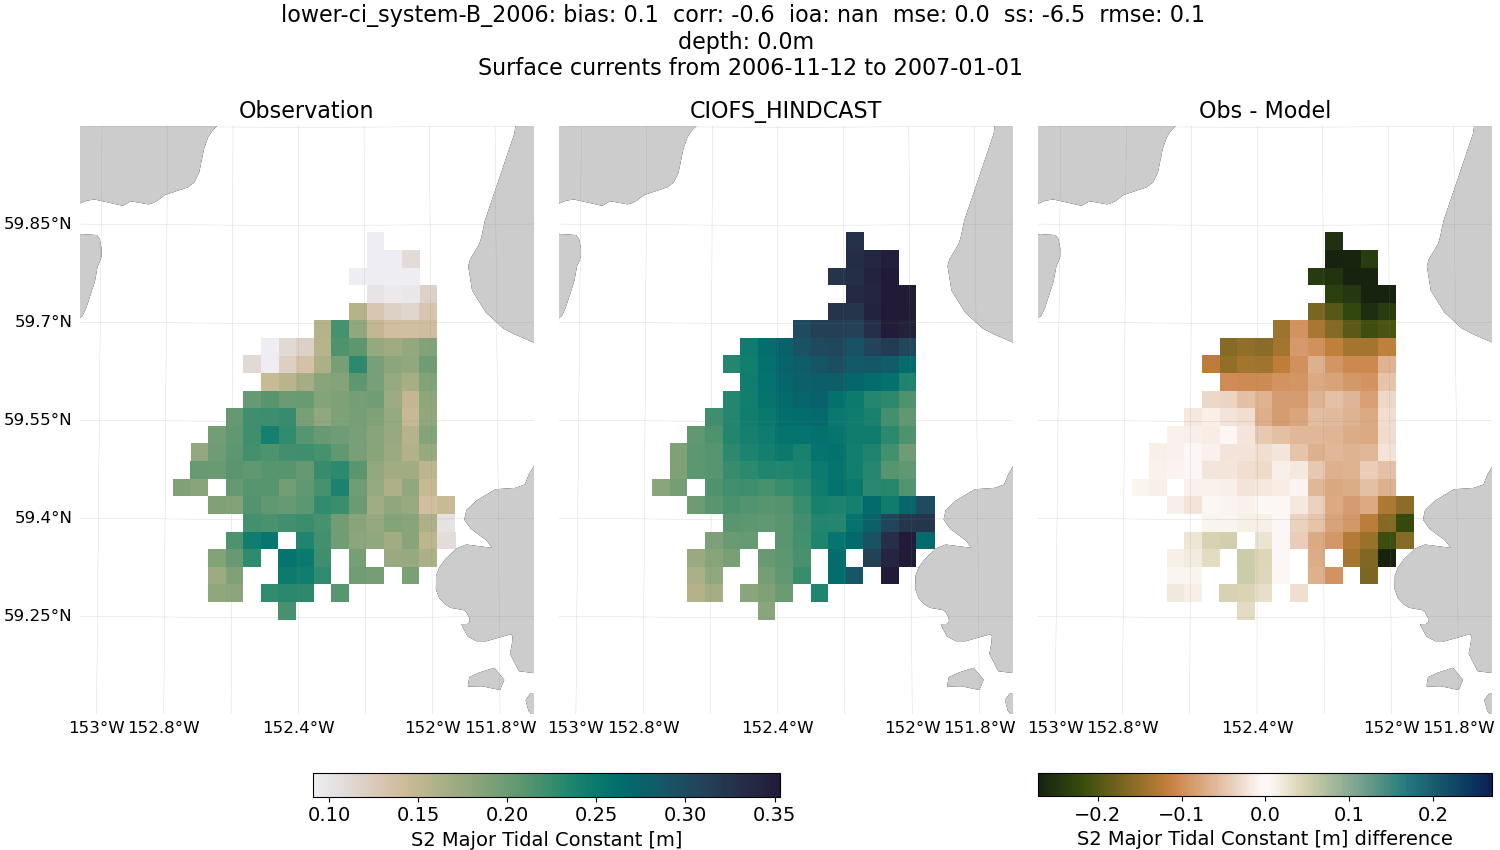 lower-ci_system-B_2006: bias: 0.1  corr: -0.6  ioa: nan  mse: 0.0  ss: -6.5  rmse: 0.1
depth: 0.0m
Surface currents from 2006-11-12 to 2007-01-01
Observation
CIOFS_HINDCAST
Obs - Model
59.85°N
59.7°N
59.55°N
59.4°N
59.25°N
153°W 152.8°W 152.4°W 152°W 151.8°W
153°W 152.8°W 152.4°W 152°W 151.8°W
153°W 152.8°W 152.4°W 152°W 151.8°W
0.10 0.15 0.20 0.25 0.30 0.35
S2 Major Tidal Constant [m]
−0.2 −0.1 0.0 0.1 0.2
S2 Major Tidal Constant [m] difference